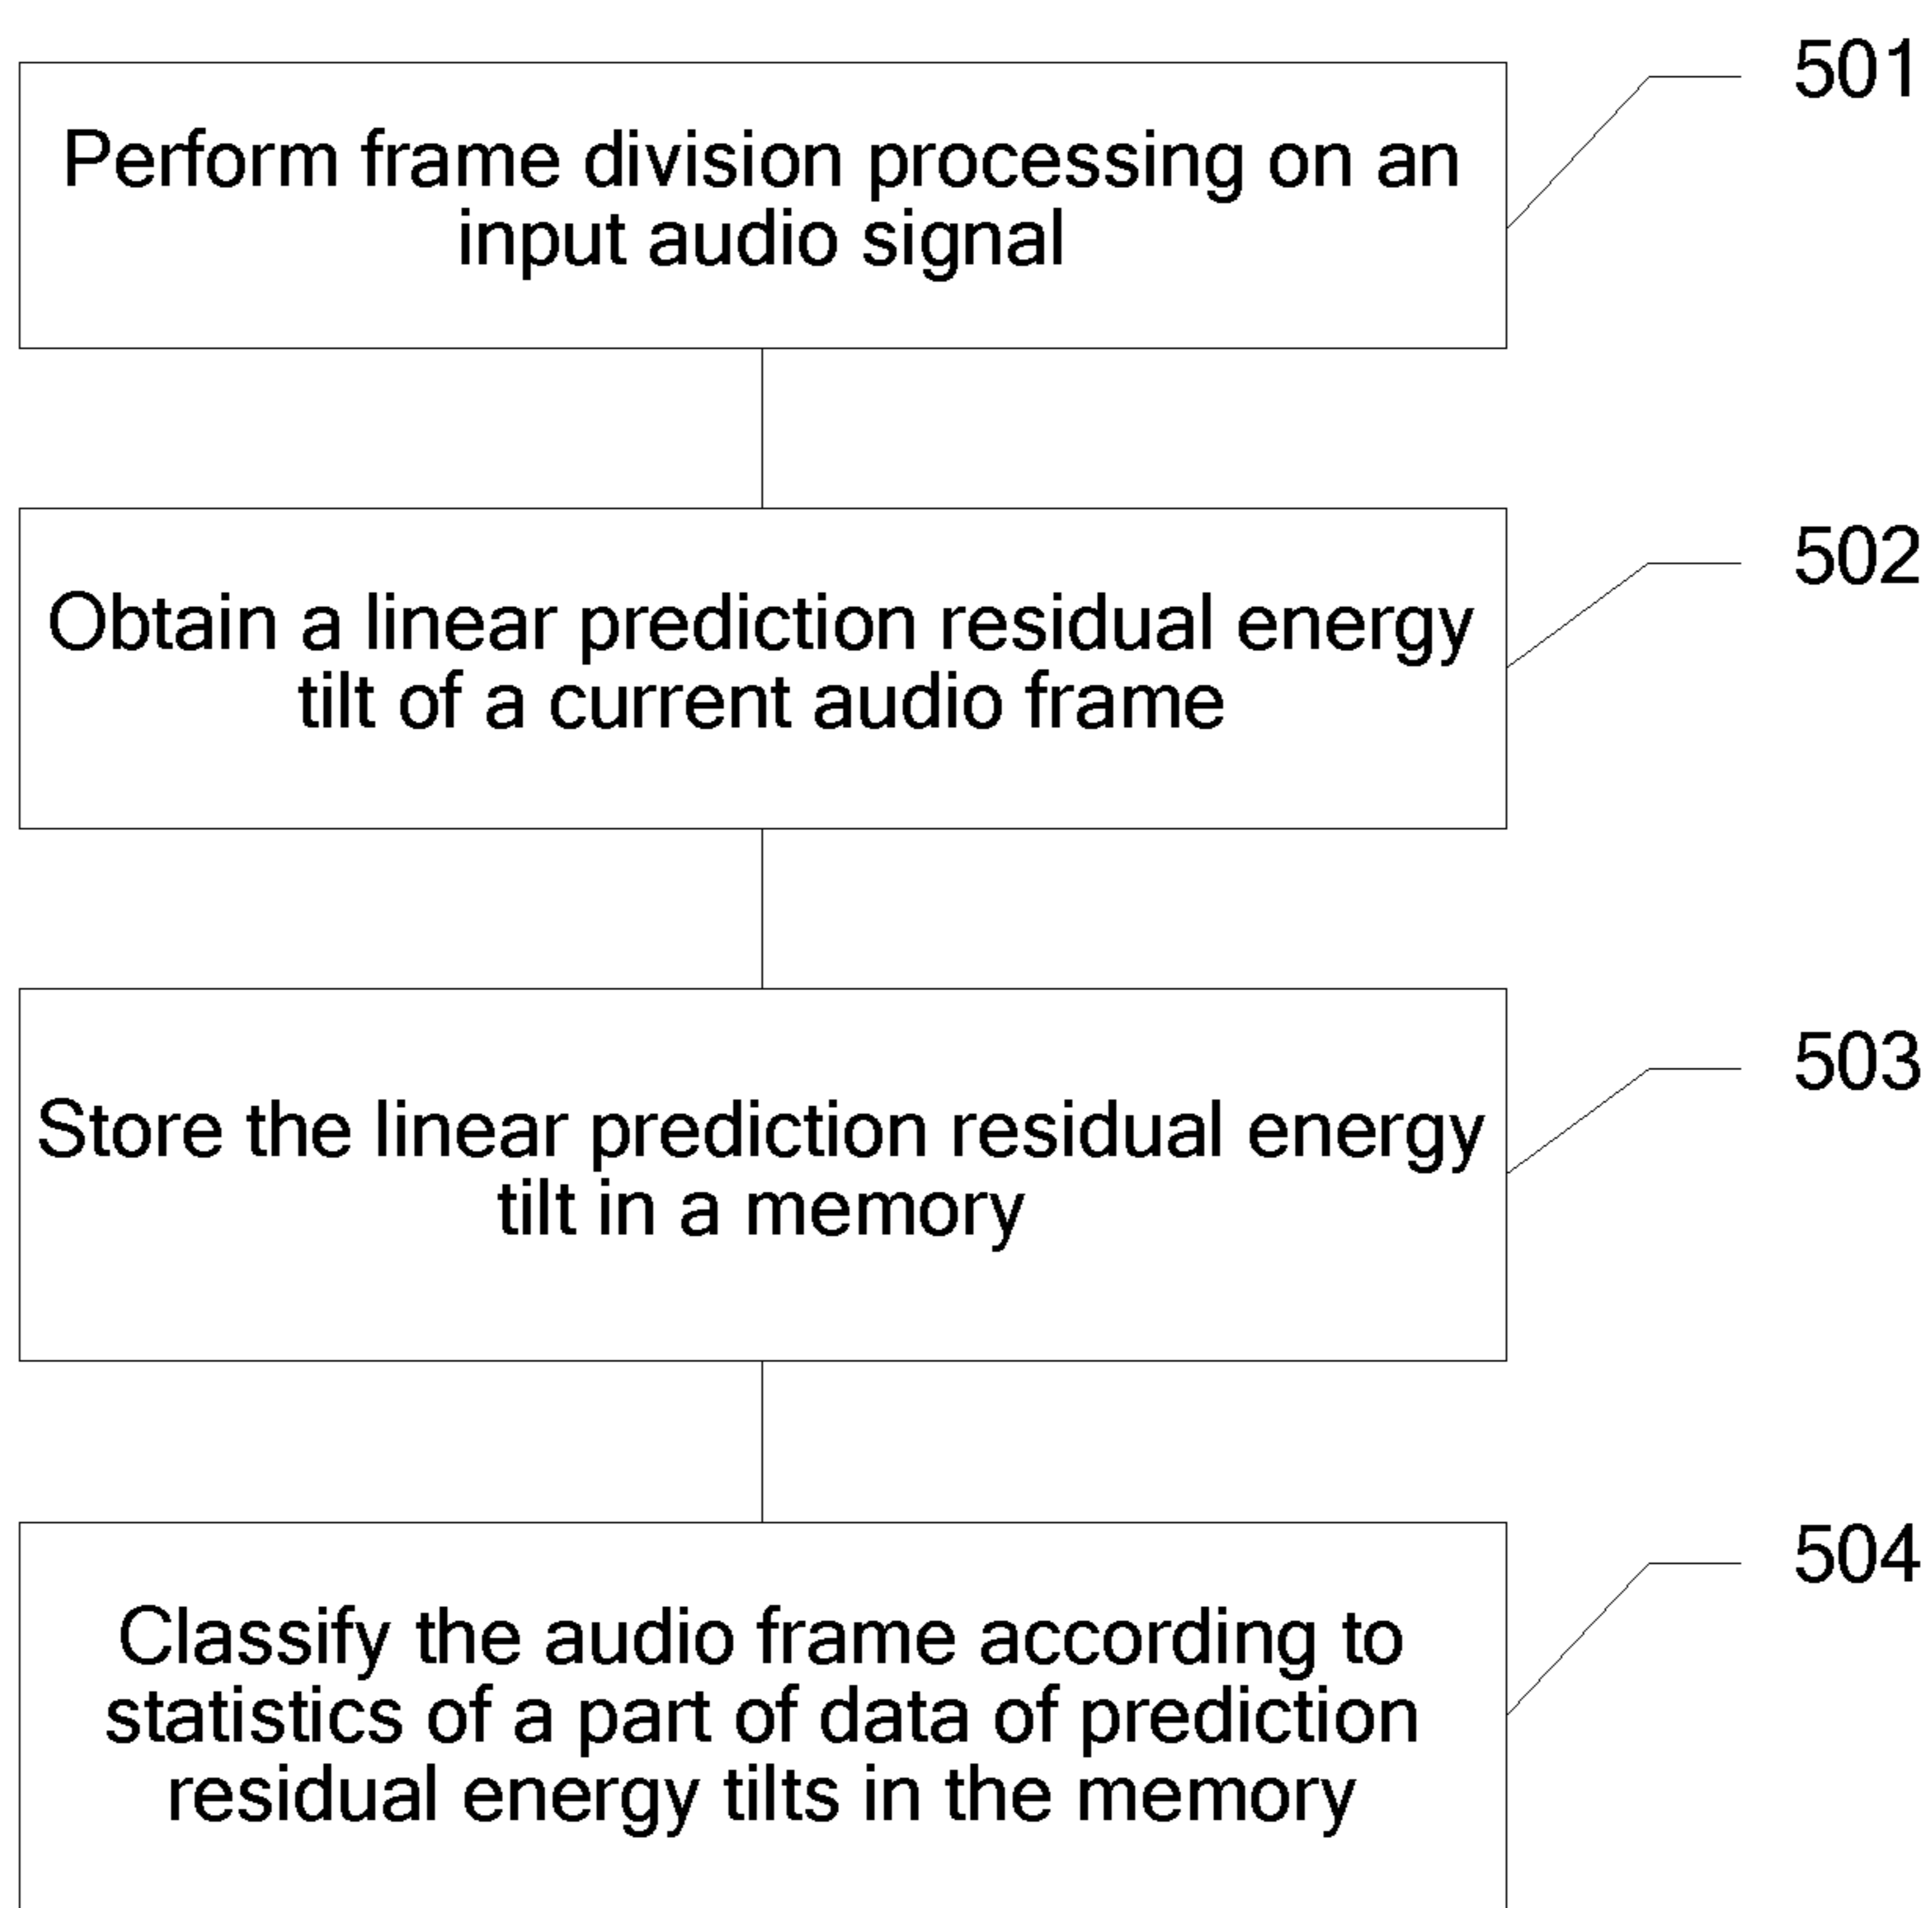 501
Perform frame division processing on an
input audio signal
502
Obtain a linear prediction residual energy
tilt of a current audio frame
503
Store the linear prediction residual energy
tilt in a memory
504
Classify the audio frame according to
statistics of a part of data of prediction
residual energy tilts in the memory